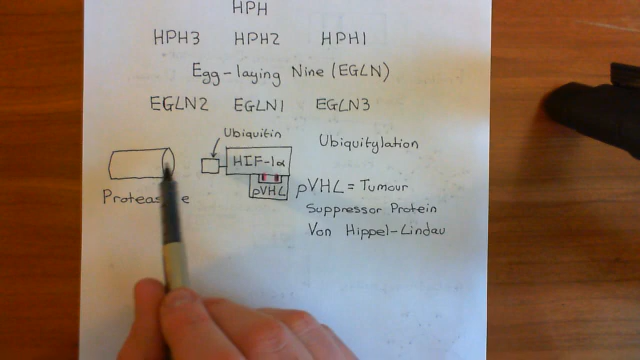 HPH
HPH3 HPH2 HPH1
Egg-laying Nine (EGLN)
EGLN2 EGLN1 EGLN3
Ubiquitin
Ubiquitylation
HIF-1α
pVHL
pVHL = Tumour
Suppressor Protein
Von Hippel-Lindau